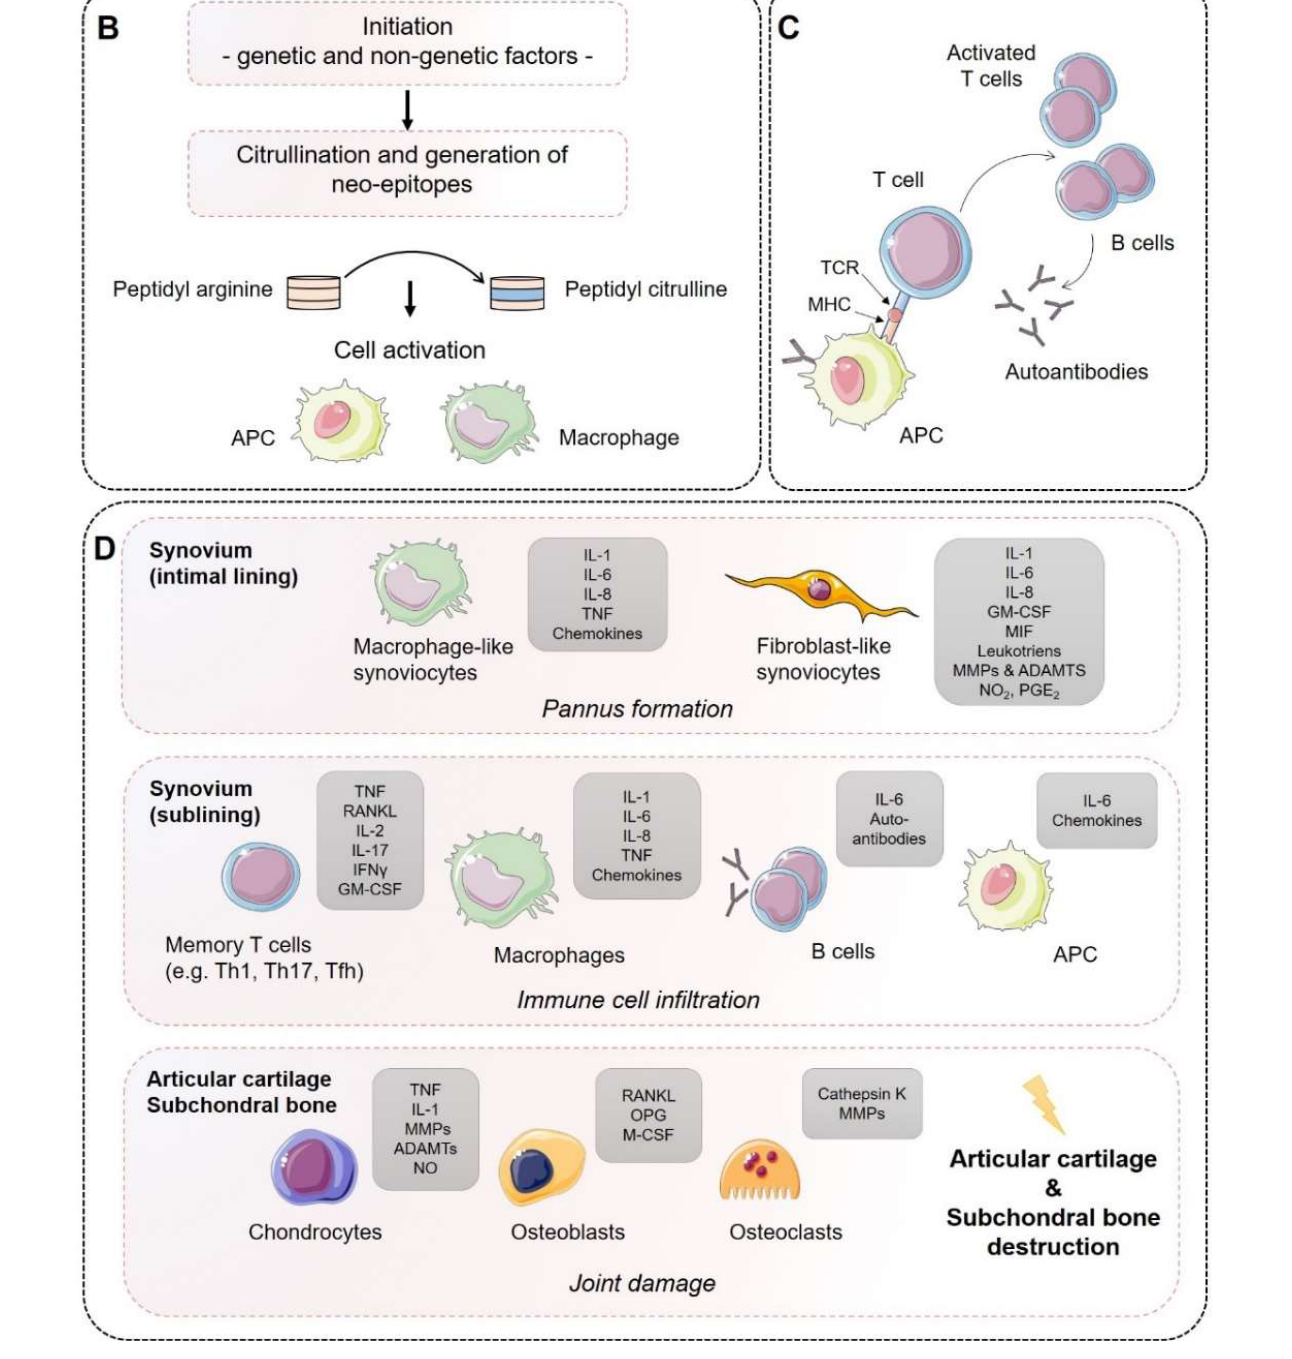 B
Initiation
- genetic and non-genetic factors -
Citrullination and generation of
neo-epitopes
Peptidyl arginine
Peptidyl citrulline
Cell activation
APC
Macrophage
C
Activated
T cells
T cell
B cells
TCR
MHC
Autoantibodies
APC
D
Synovium
(intimal lining)
Macrophage-like
synoviocytes
IL-1
IL-6
IL-8
TNF
Chemokines
Fibroblast-like
synoviocytes
IL-1
IL-6
IL-8
GM-CSF
MIF
Leukotriens
MMPs & ADAMTS
NO₂, PGE₂
Pannus formation
Synovium
(sublining)
TNF
RANKL
IL-2
IL-17
IFNγ
GM-CSF
Memory T cells
(e.g. Th1, Th17, Tfh)
IL-1
IL-6
IL-8
TNF
Chemokines
Macrophages
IL-6
Auto-
antibodies
B cells
IL-6
Chemokines
APC
Immune cell infiltration
Articular cartilage
Subchondral bone
TNF
IL-1
MMPs
ADAMTs
NO
Chondrocytes
RANKL
OPG
M-CSF
Osteoblasts
Cathepsin K
MMPs
Osteoclasts
Articular cartilage
&
Subchondral bone
destruction
Joint damage